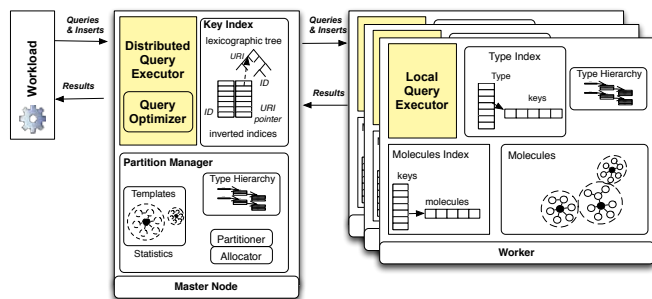 Workload
Queries
& Inserts
Results
Distributed
Query
Executor
Query
Optimizer
Key Index
lexicographic tree
URI
ID
ID
URI
pointer
inverted indices
Partition Manager
Templates
Statistics
Type Hierarchy
Partitioner
Allocator
Master Node
Queries
& Inserts
Results
Local
Query
Executor
Type Index
Type
keys
Type Hierarchy
Molecules Index
keys
molecules
Molecules
Worker